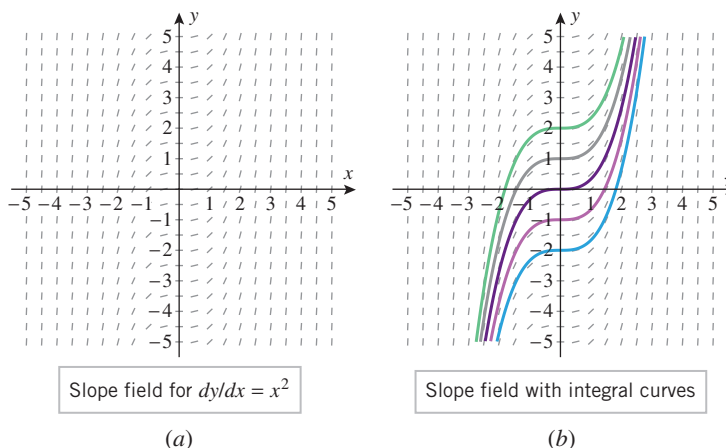 y
5
4
3
2
1
x
−5 −4 −3 −2 −1 1 2 3 4 5
−1
−2
−3
−4
−5
Slope field for dy/dx = x²
(a)
y
5
4
3
2
1
−5 −4 −3 −2 −1 1 2 3 4 5
−1
−2
−3
−4
−5
Slope field with integral curves
(b)